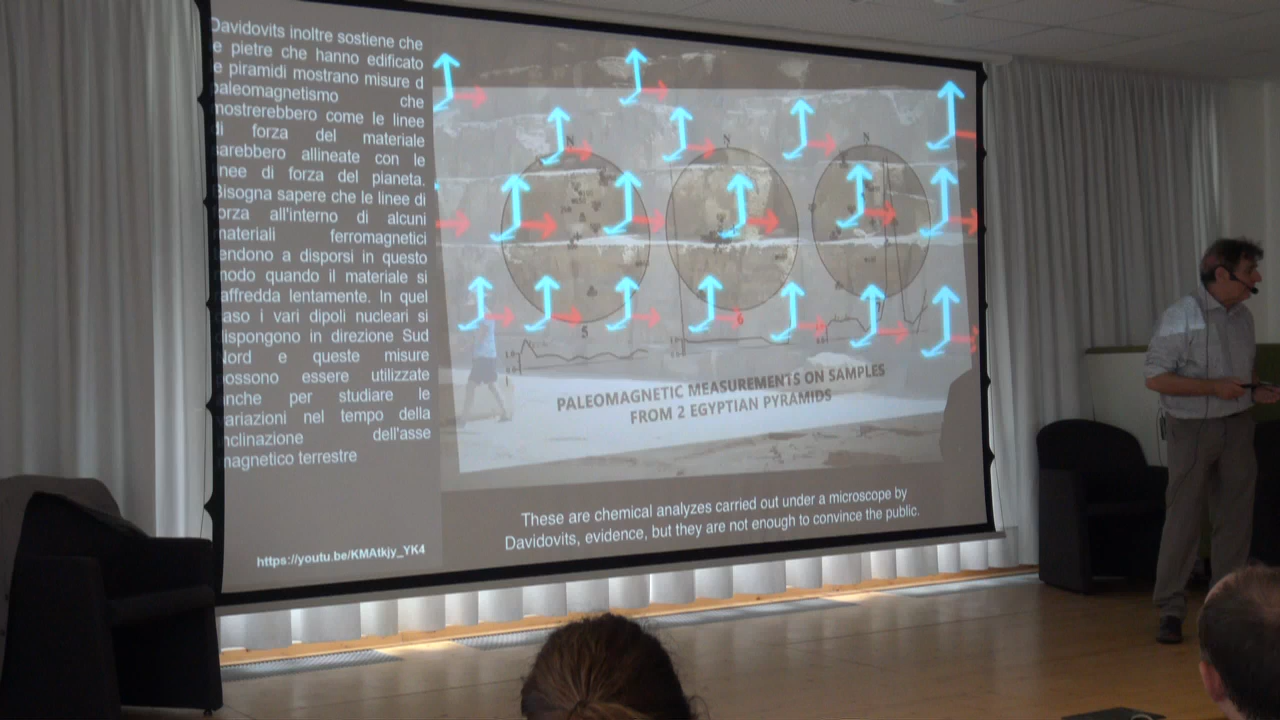 Davidovits inoltre sostiene che
e pietre che hanno edificato
e piramidi mostrano misure d
paleomagnetismo che
mostrerebbero come le linee
di forza del materiale
sarebbero allineate con le
nee di forza del pianeta.
Bisogna sapere che le linee di
orza all'interno di alcuni
materiali ferromagnetici
tendono a disporsi in questo
modo quando il materiale si
raffredda lentamente. In quel
caso i vari dipoli nucleari si
dispongono in direzione Sud
Nord e queste misure
possono essere utilizzate
anche per studiare le
variazioni nel tempo della
inclinazione dell'asse
magnetico terrestre
https://youtu.be/KMAtkjy_YK4
N
N
N
5
6
PALEOMAGNETIC MEASUREMENTS ON SAMPLES
FROM 2 EGYPTIAN PYRAMIDS
These are chemical analyzes carried out under a microscope by
Davidovits, evidence, but they are not enough to convince the public.